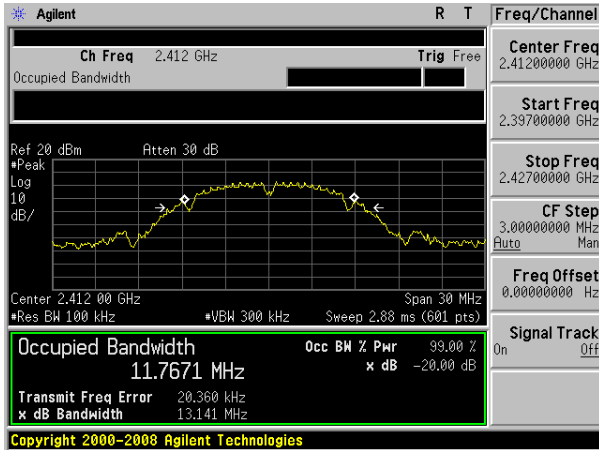 Agilent R T
Freq/Channel
Ch Freq 2.412 GHz Trig Free
Occupied Bandwidth
Center Freq
2.41200000 GHz
Start Freq
2.39700000 GHz
Stop Freq
2.42700000 GHz
CF Step
3.00000000 MHz
Auto Man
Freq Offset
0.00000000 Hz
Signal Track
On Off
Ref 20 dBm Atten 30 dB
#Peak
Log
10
dB/
Center 2.412 00 GHz Span 30 MHz
#Res BW 100 kHz #VBW 300 kHz Sweep 2.88 ms (601 pts)
Occupied Bandwidth Occ BW % Pwr 99.00 %
11.7671 MHz x dB -20.00 dB
Transmit Freq Error 20.360 kHz
x dB Bandwidth 13.141 MHz
Copyright 2000-2008 Agilent Technologies